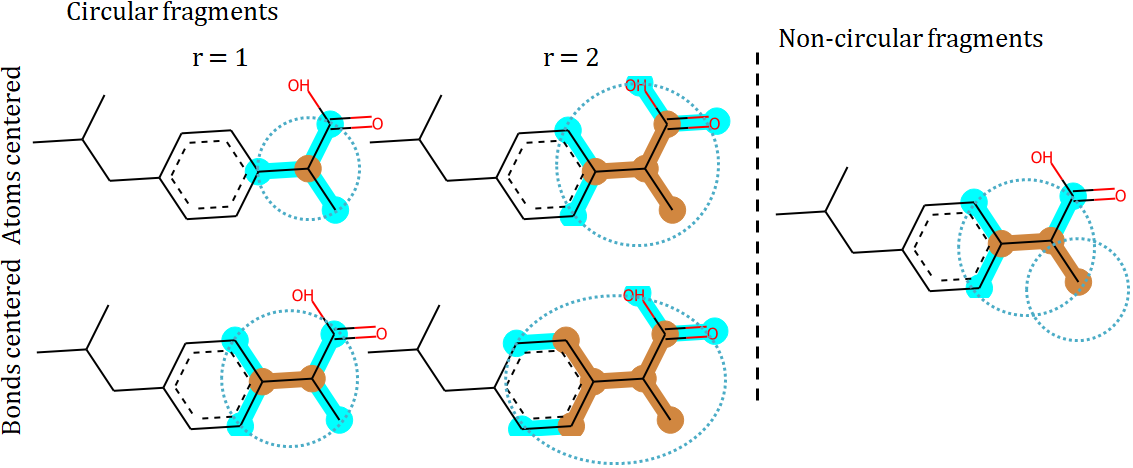 Circular fragments
r = 1
r = 2
Non-circular fragments
Atoms centered
OH
O
OH
O
OH
O
Bonds centered
OH
O
OH
O